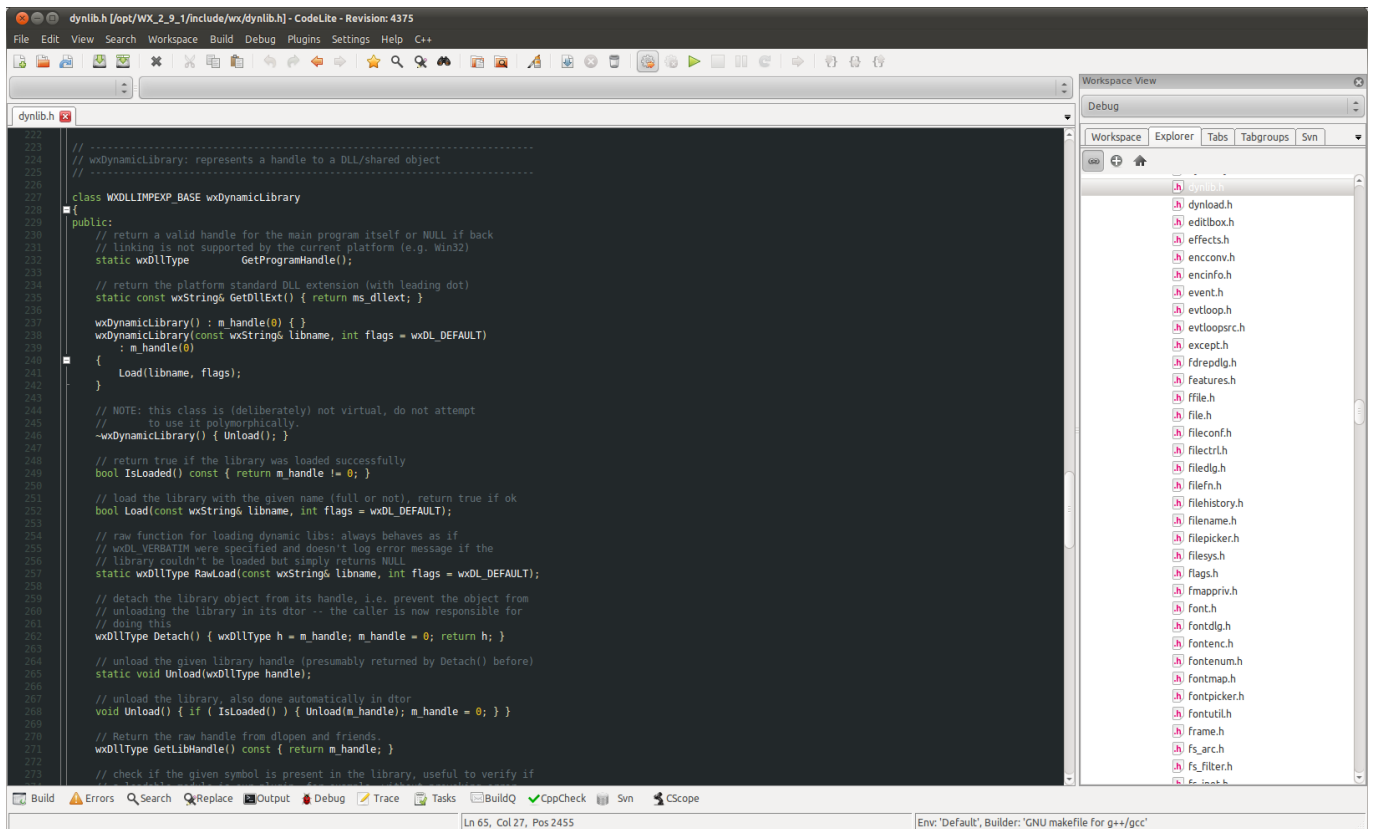 dynlib.h [/opt/WX_2_9_1/include/wx/dynlib.h] - CodeLite - Revision: 4375
File Edit View Search Workspace Build Debug Plugins Settings Help C++
dynlib.h
222
223 // --------------------------------------------------------------------------
224 // wxDynamicLibrary: represents a handle to a DLL/shared object
225 // --------------------------------------------------------------------------
226
227 class WXDLLIMPEXP_BASE wxDynamicLibrary
228 {
229 public:
230 // return a valid handle for the main program itself or NULL if back
231 // linking is not supported by the current platform (e.g. Win32)
232 static wxDllType GetProgramHandle();
233
234 // return the platform standard DLL extension (with leading dot)
235 static const wxString& GetDllExt() { return ms_dllext; }
236
237 wxDynamicLibrary() : m_handle(0) { }
238 wxDynamicLibrary(const wxString& libname, int flags = wxDL_DEFAULT)
239 : m_handle(0)
240 {
241 Load(libname, flags);
242 }
243
244 // NOTE: this class is (deliberately) not virtual, do not attempt
245 // to use it polymorphically.
246 ~wxDynamicLibrary() { Unload(); }
247
248 // return true if the library was loaded successfully
249 bool IsLoaded() const { return m_handle != 0; }
250
251 // load the library with the given name (full or not), return true if ok
252 bool Load(const wxString& libname, int flags = wxDL_DEFAULT);
253
254 // raw function for loading dynamic libs: always behaves as if
255 // wxDL_VERBATIM were specified and doesn't log error message if the
256 // library couldn't be loaded but simply returns NULL
257 static wxDllType RawLoad(const wxString& libname, int flags = wxDL_DEFAULT);
258
259 // detach the library object from its handle, i.e. prevent the object from
260 // unloading the library in its dtor -- the caller is now responsible for
261 // doing this
262 wxDllType Detach() { wxDllType h = m_handle; m_handle = 0; return h; }
263
264 // unload the given library handle (presumably returned by Detach() before)
265 static void Unload(wxDllType handle);
266
267 // unload the library, also done automatically in dtor
268 void Unload() { if ( IsLoaded() ) { Unload(m_handle); m_handle = 0; } }
269
270 // Return the raw handle from dlopen and friends.
271 wxDllType GetLibHandle() const { return m_handle; }
272
273 // check if the given symbol is present in the library, useful to verify if
Workspace View
Debug
Workspace Explorer Tabs Tabgroups Svn
dynlib.h
dynload.h
editlbox.h
effects.h
encconv.h
encinfo.h
event.h
evtloop.h
evtloopsrc.h
except.h
fdrepdlg.h
features.h
ffile.h
file.h
fileconf.h
filectrl.h
filedlg.h
filefn.h
filehistory.h
filename.h
filepicker.h
filesys.h
flags.h
fmappriv.h
font.h
fontdlg.h
fontenc.h
fontenum.h
fontmap.h
fontpicker.h
fontutil.h
frame.h
fs_arc.h
fs_filter.h
Build Errors Search Replace Output Debug Trace Tasks BuildQ CppCheck Svn CScope
Ln 65, Col 27, Pos 2455 Env: 'Default', Builder: 'GNU makefile for g++/gcc'